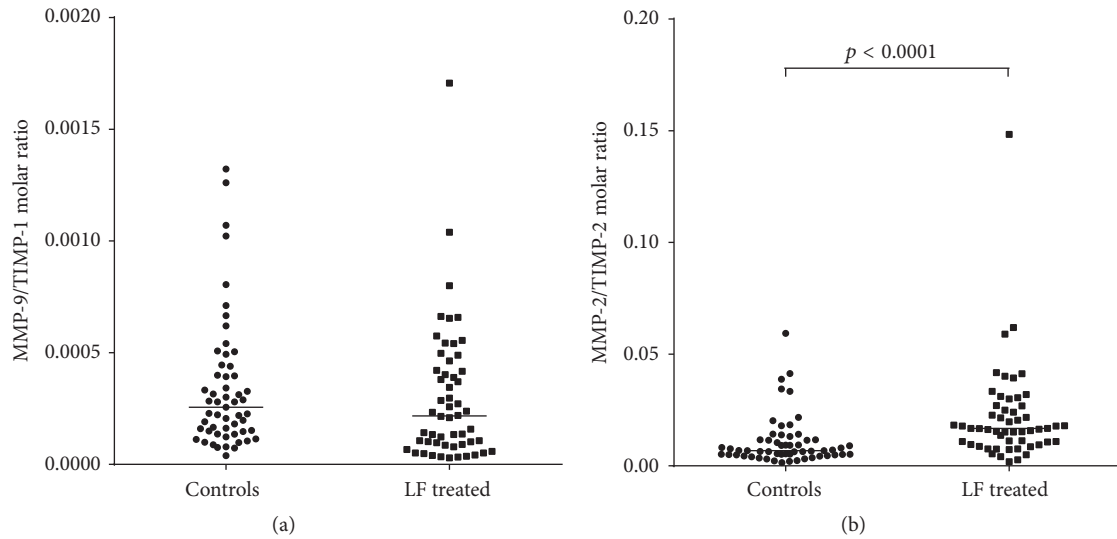 MMP-9/TIMP-1 molar ratio
0.0020
0.0015
0.0010
0.0005
0.0000
Controls
LF treated
(a)
MMP-2/TIMP-2 molar ratio
0.20
0.15
0.10
0.05
0.00
p < 0.0001
Controls
LF treated
(b)